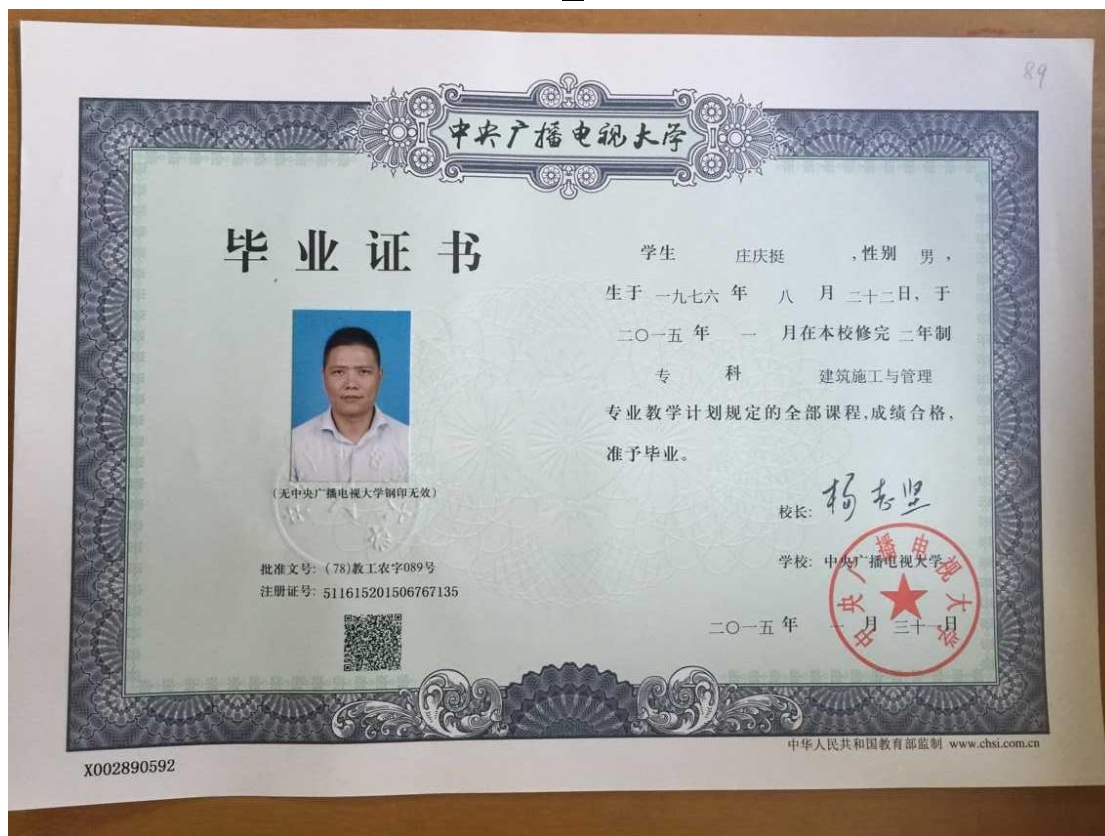 89
中央广播电视大学
毕业证书
学生 庄庆挺 ,性别 男,
生于 一九七六 年 八 月 二十二日, 于
二〇一五 年 一 月在本校修完 二年制
专 科 建筑施工与管理
专业教学计划规定的全部课程,成绩合格,
准予毕业。
(无中央广播电视大学钢印无效)
校长: 杨志坚
批准文号: (78)教工农字089号
注册证号: 511615201506767135
学校: 中央广播电视大学
二〇一五 年 一 月 三十一日
中央广播电视大学
中华人民共和国教育部监制 www.chsi.com.cn
X002890592